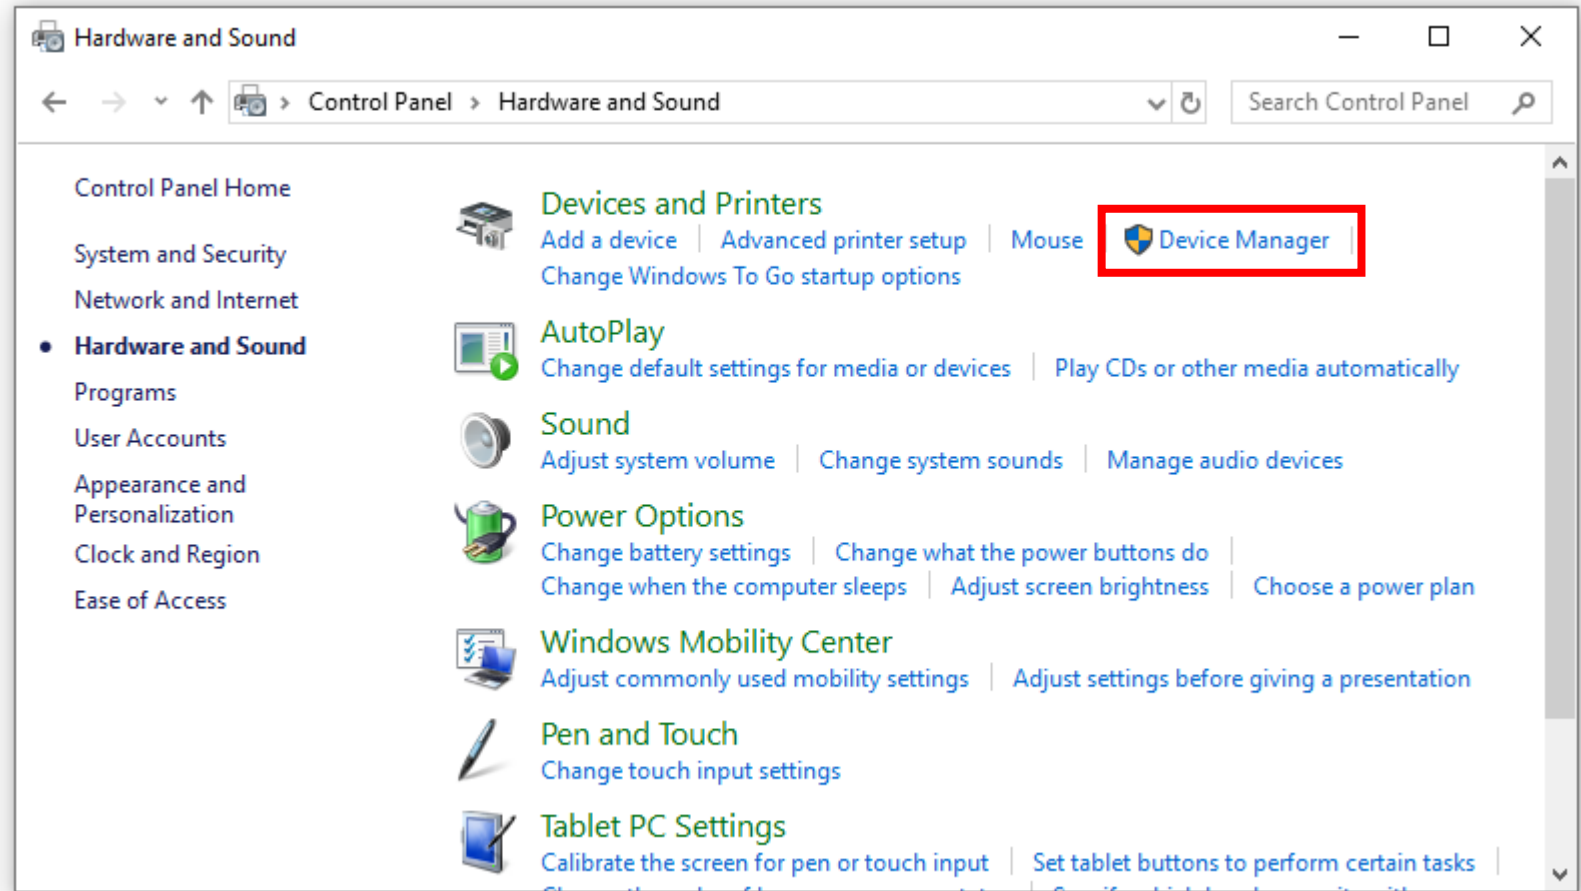 Hardware and Sound
Control Panel > Hardware and Sound
Search Control Panel
Control Panel Home
System and Security
Network and Internet
Hardware and Sound
Programs
User Accounts
Appearance and
Personalization
Clock and Region
Ease of Access
Devices and Printers
Add a device | Advanced printer setup | Mouse | Device Manager |
Change Windows To Go startup options
AutoPlay
Change default settings for media or devices | Play CDs or other media automatically
Sound
Adjust system volume | Change system sounds | Manage audio devices
Power Options
Change battery settings | Change what the power buttons do |
Change when the computer sleeps | Adjust screen brightness | Choose a power plan
Windows Mobility Center
Adjust commonly used mobility settings | Adjust settings before giving a presentation
Pen and Touch
Change touch input settings
Tablet PC Settings
Calibrate the screen for pen or touch input | Set tablet buttons to perform certain tasks |